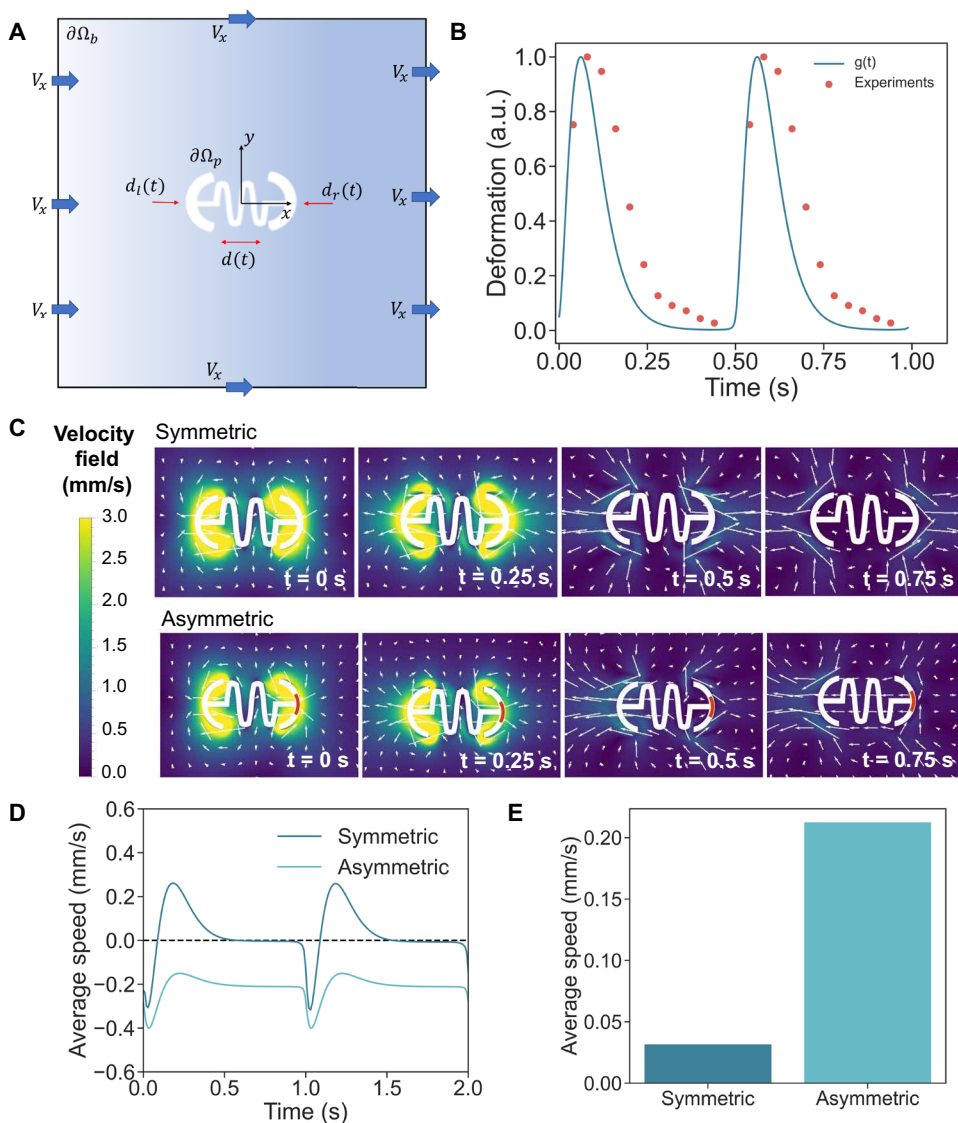 A
∂Ω_b
V_x
V_x
V_x
∂Ω_p
y
d_l(t)
d_r(t)
V_x
x
V_x
d(t)
V_x
V_x
V_x
B
Deformation (a.u.)
1.0
0.8
0.6
0.4
0.2
0.0
g(t)
Experiments
0.00 0.25 0.50 0.75 1.00
Time (s)
C
Velocity
field
(mm/s)
3.0
2.5
2.0
1.5
1.0
0.5
0.0
Symmetric
t = 0 s
t = 0.25 s
t = 0.5 s
t = 0.75 s
Asymmetric
t = 0 s
t = 0.25 s
t = 0.5 s
t = 0.75 s
D
Average speed (mm/s)
0.6
0.4
0.2
0.0
−0.2
−0.4
−0.6
Symmetric
Asymmetric
0.0 0.5 1.0 1.5 2.0
Time (s)
E
Average speed (mm/s)
0.20
0.15
0.10
0.05
0.00
Symmetric Asymmetric